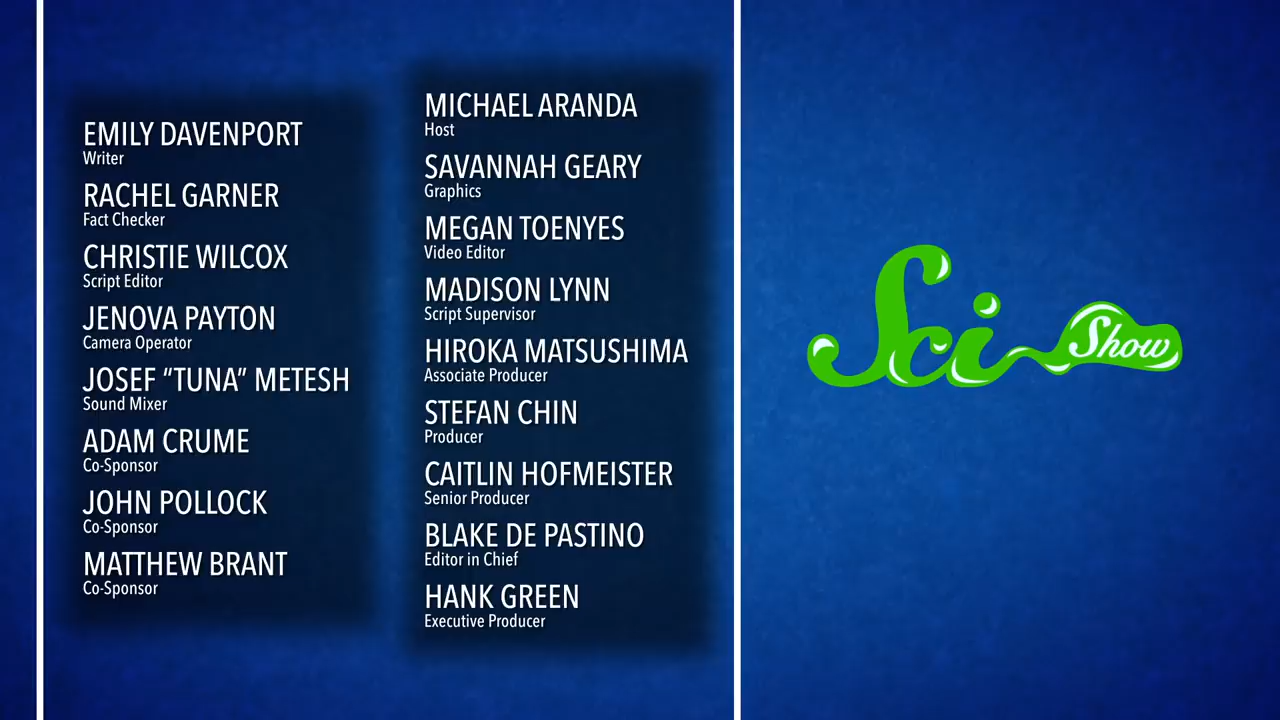 EMILY DAVENPORT
Writer
RACHEL GARNER
Fact Checker
CHRISTIE WILCOX
Script Editor
JENOVA PAYTON
Camera Operator
JOSEF “TUNA” METESH
Sound Mixer
ADAM CRUME
Co-Sponsor
JOHN POLLOCK
Co-Sponsor
MATTHEW BRANT
Co-Sponsor
MICHAEL ARANDA
Host
SAVANNAH GEARY
Graphics
MEGAN TOENYES
Video Editor
MADISON LYNN
Script Supervisor
HIROKA MATSUSHIMA
Associate Producer
STEFAN CHIN
Producer
CAITLIN HOFMEISTER
Senior Producer
BLAKE DE PASTINO
Editor in Chief
HANK GREEN
Executive Producer
Sci Show